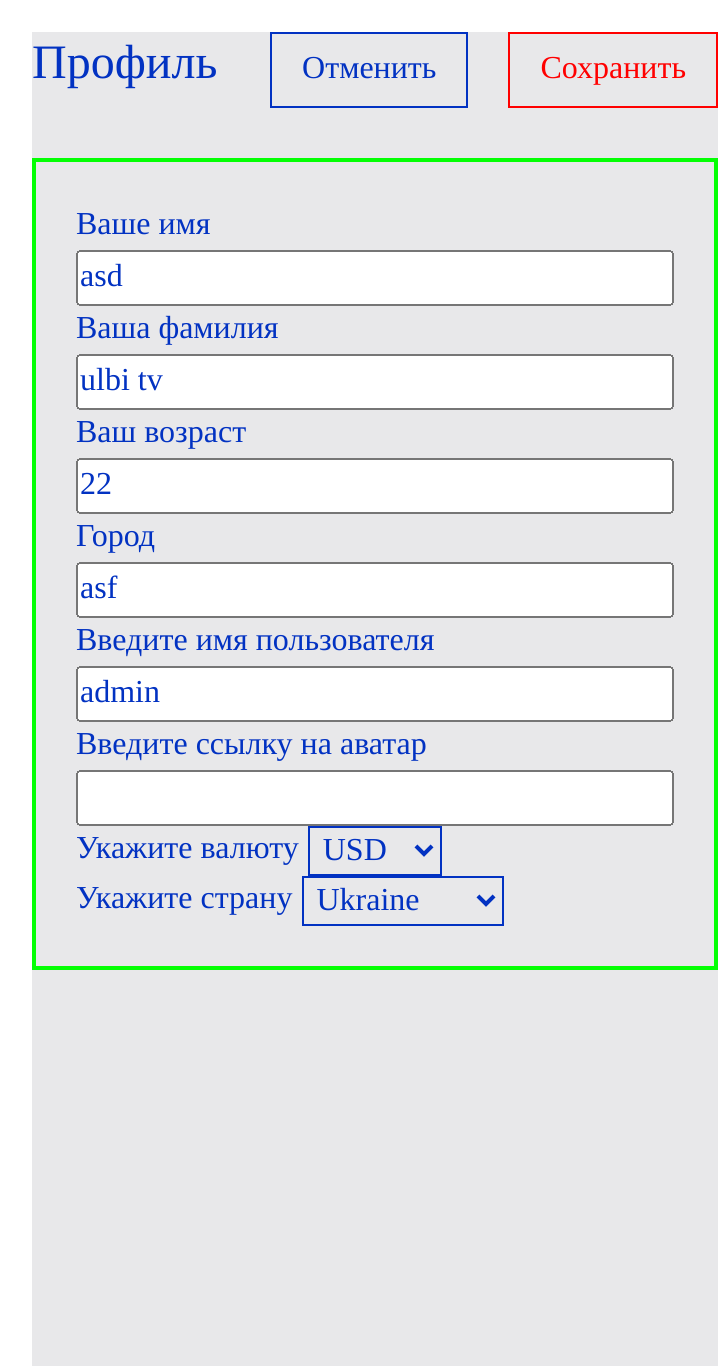 Профиль Отменить Сохранить
Ваше имя
asd
Ваша фамилия
ulbi tv
Ваш возраст
22
Город
asf
Введите имя пользователя
admin
Введите ссылку на аватар
Укажите валюту USD
Укажите страну Ukraine